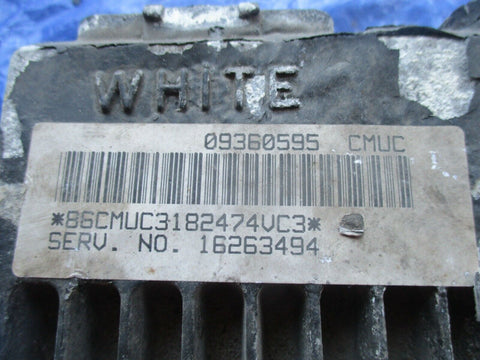 WHITE
09360595 CMUC
*86CMUC3182474VC3*
SERV. NO. 16263494